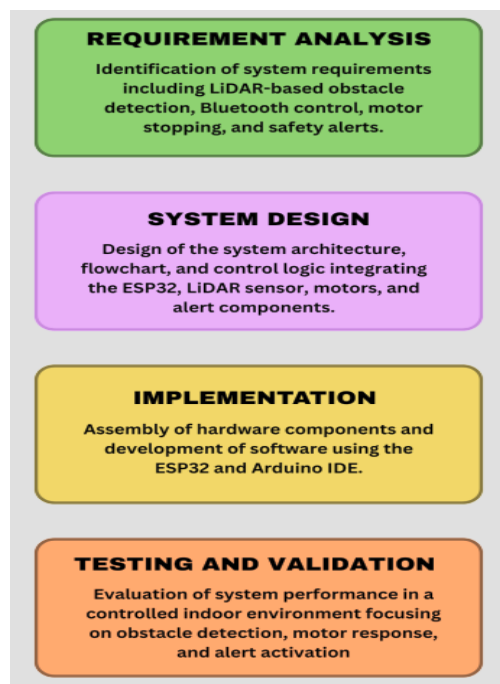 REQUIREMENT ANALYSIS
Identification of system requirements
including LiDAR-based obstacle
detection, Bluetooth control, motor
stopping, and safety alerts.
SYSTEM DESIGN
Design of the system architecture,
flowchart, and control logic integrating
the ESP32, LiDAR sensor, motors, and
alert components.
IMPLEMENTATION
Assembly of hardware components and
development of software using the
ESP32 and Arduino IDE.
TESTING AND VALIDATION
Evaluation of system performance in a
controlled indoor environment focusing
on obstacle detection, motor response,
and alert activation